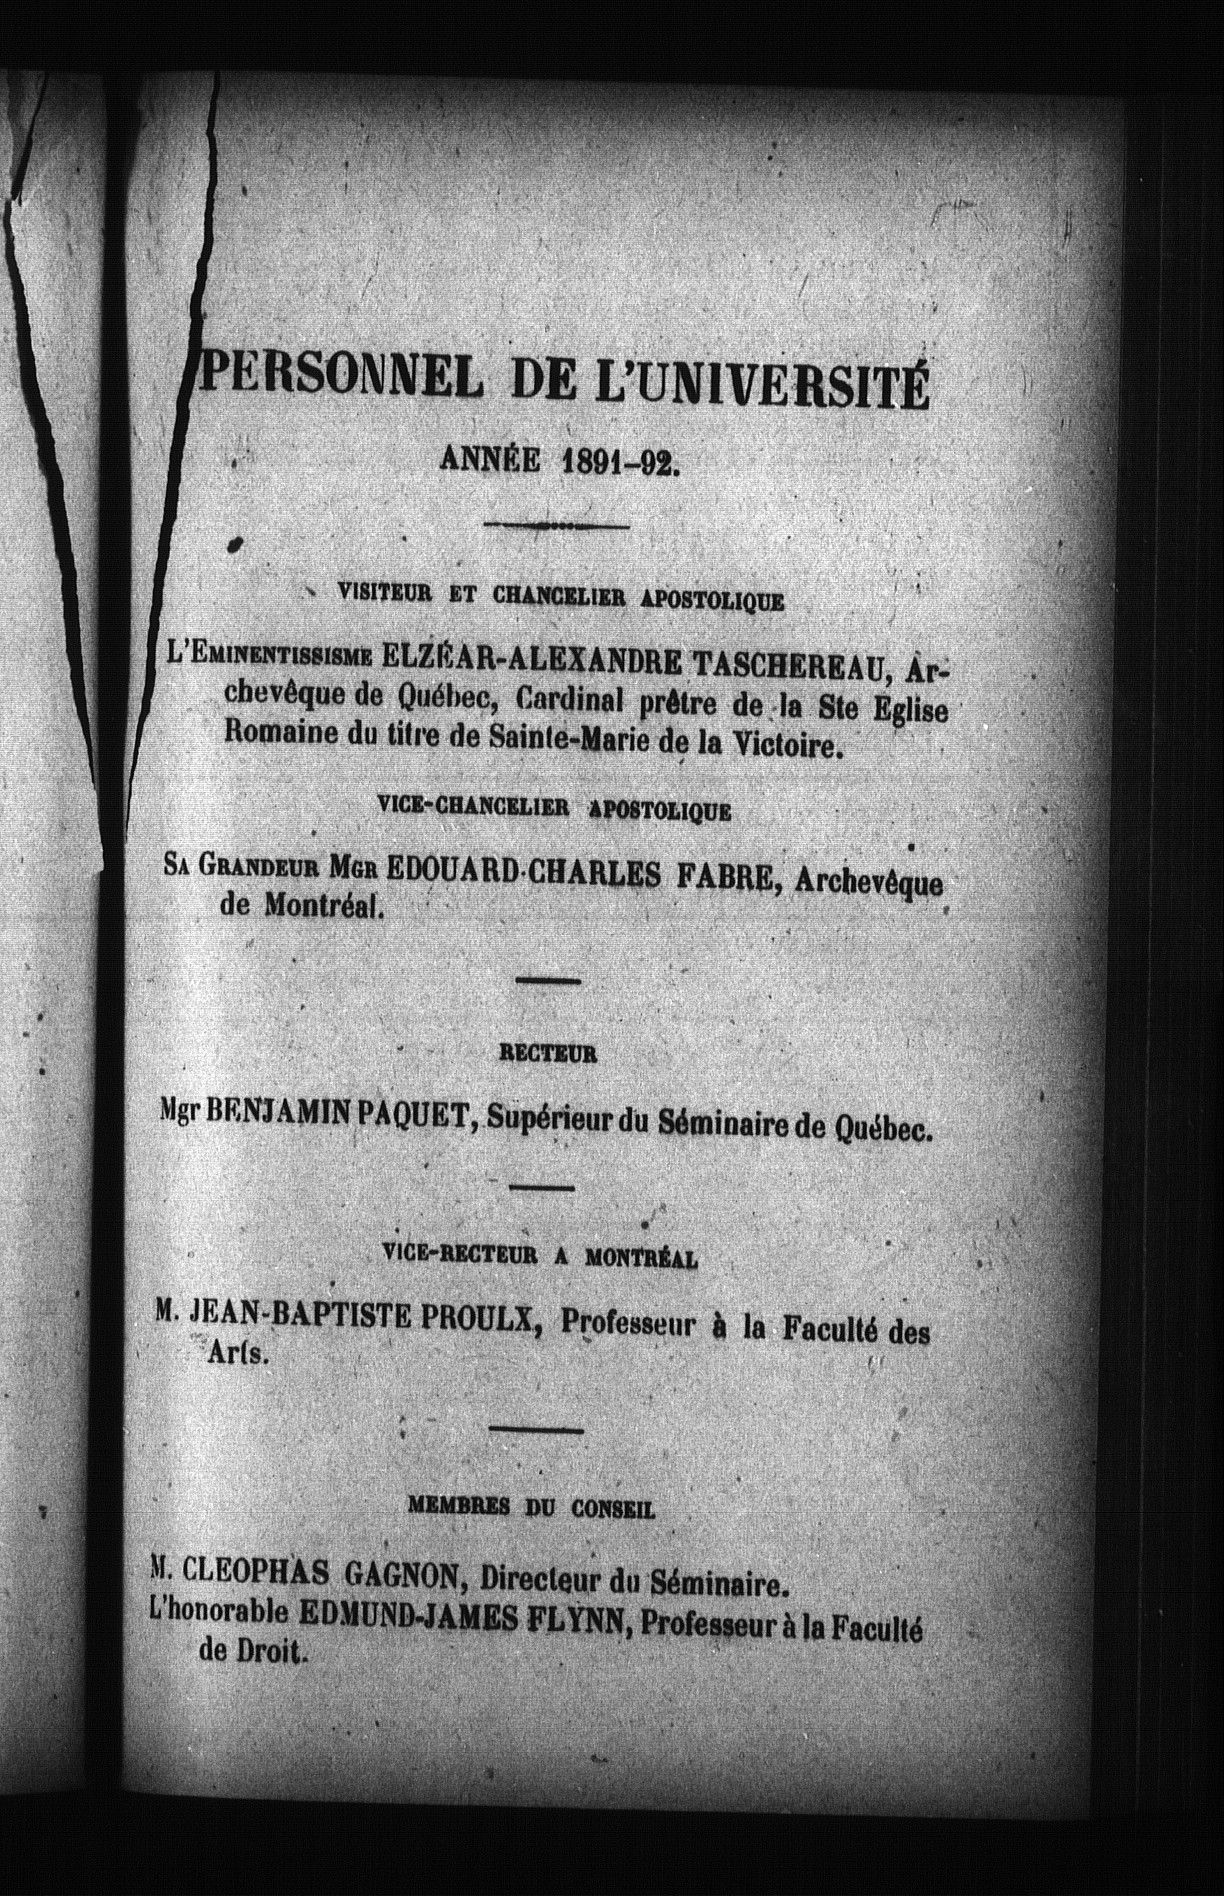 PERSONNEL DE L'UNIVERSITÉ
ANNÉE 1891-92.
VISITEUR ET CHANCELIER APOSTOLIQUE
L'EMINENTISSISME ELZÉAR-ALEXANDRE TASCHEREAU, Ar-
chevêque de Québec, Cardinal prêtre de la Ste Eglise
Romaine du titre de Sainte-Marie de la Victoire.
VICE-CHANCELIER APOSTOLIQUE
SA GRANDEUR MGR EDOUARD-CHARLES FABRE, Archevêque
de Montréal.
RECTEUR
Mgr BENJAMIN PAQUET, Supérieur du Séminaire de Québec.
VICE-RECTEUR A MONTRÉAL
M. JEAN-BAPTISTE PROULX, Professeur à la Faculté des
Arts.
MEMBRES DU CONSEIL
M. CLEOPHAS GAGNON, Directeur du Séminaire.
L'honorable EDMUND-JAMES FLYNN, Professeur à la Faculté
de Droit.